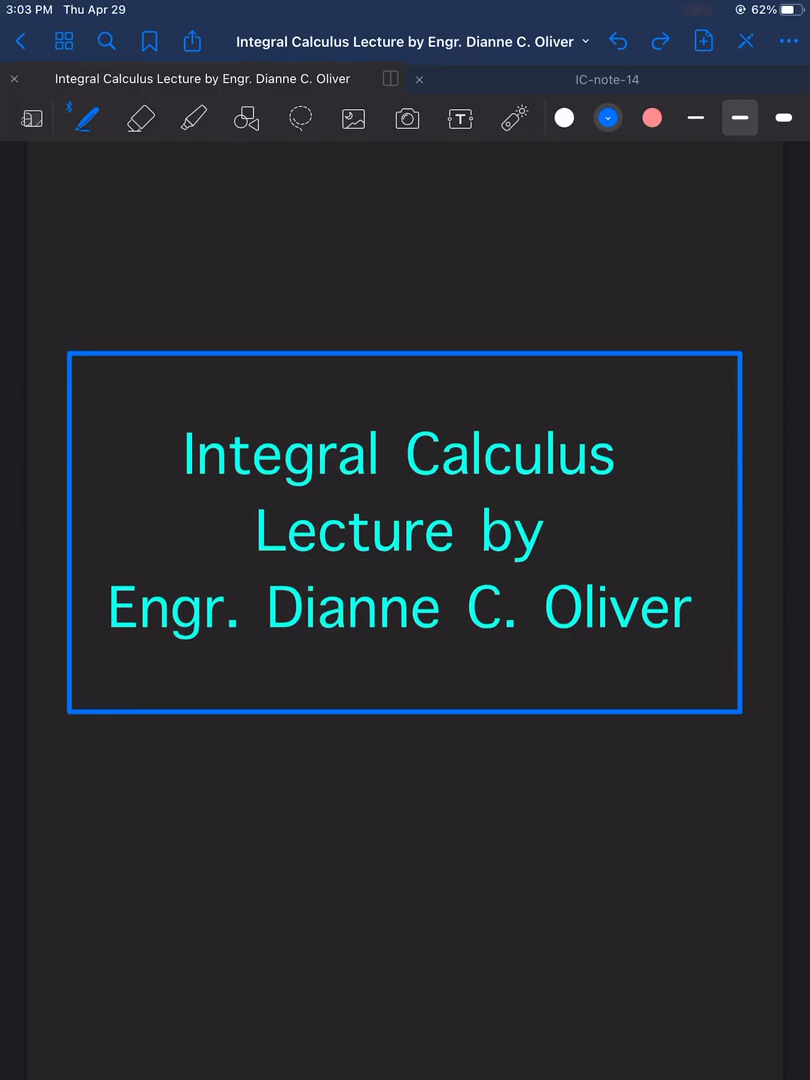 3:03 PM Thu Apr 29 62%
Integral Calculus Lecture by Engr. Dianne C. Oliver
Integral Calculus Lecture by Engr. Dianne C. Oliver IC-note-14
T
Integral Calculus
Lecture by
Engr. Dianne C. Oliver